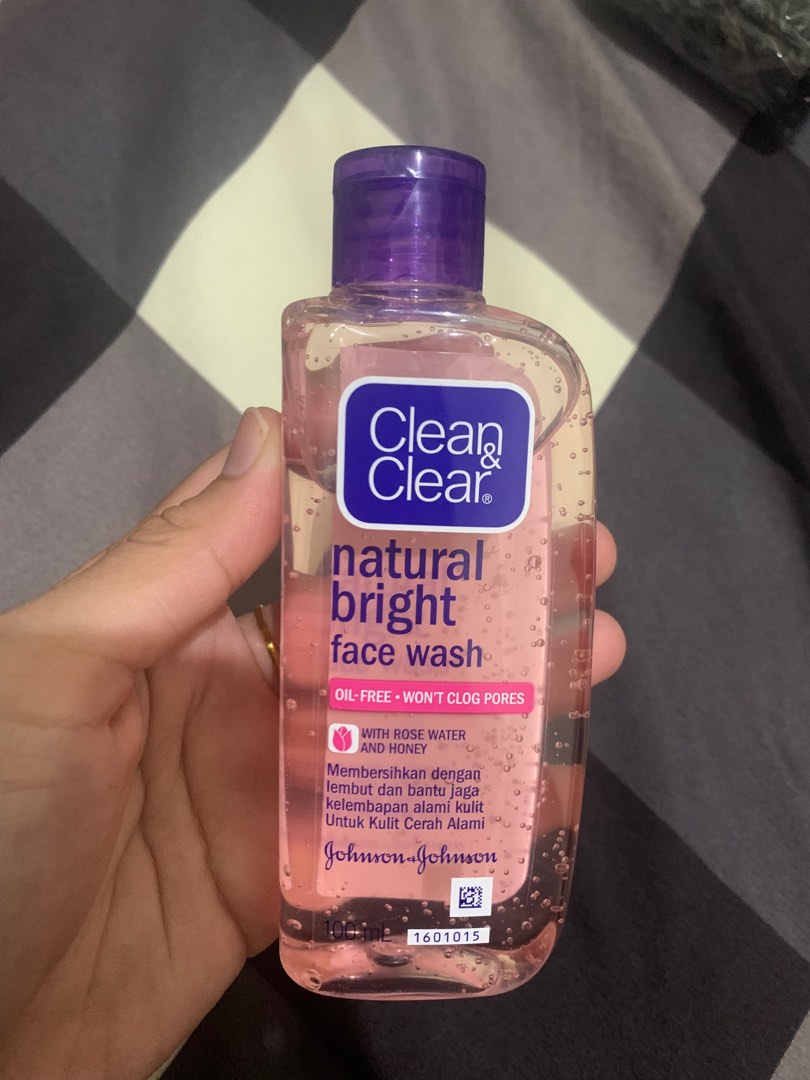 Clean
&
Clear®
natural
bright
face wash
OIL-FREE • WON'T CLOG PORES
WITH ROSE WATER
AND HONEY
Membersihkan dengan
lembut dan bantu jaga
kelembapan alami kulit
Untuk Kulit Cerah Alami
Johnson+Johnson
100 mL
1601015